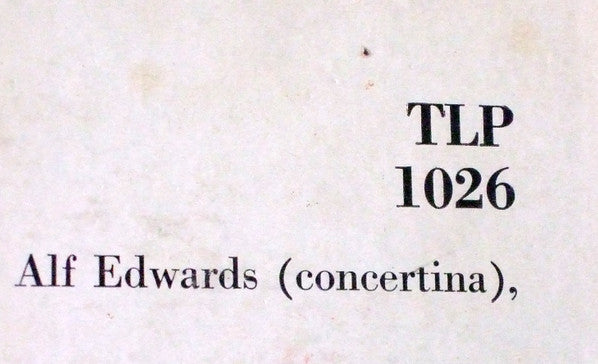 TLP
1026
Alf Edwards (concertina),